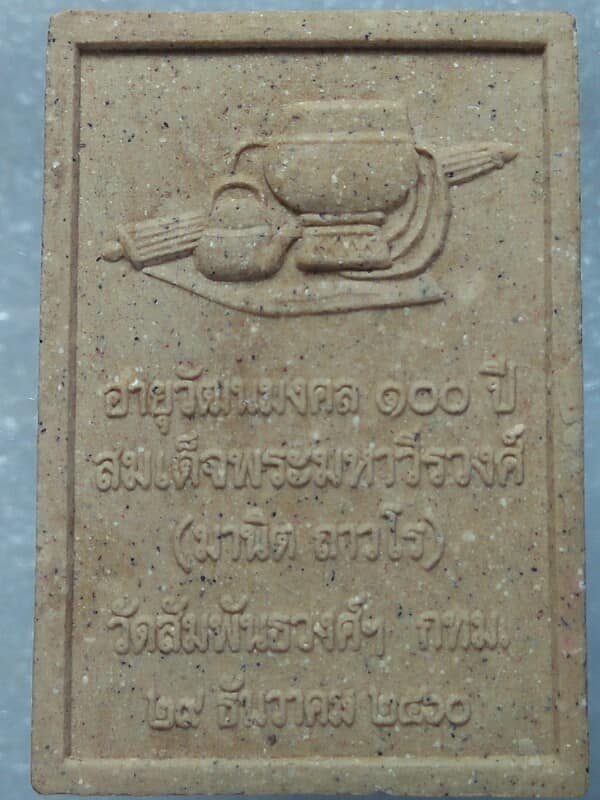 อายุวัฒนมงคล ๑๐๐ ปี
สมเด็จพระมหาวีรวงศ์
(มานิต ถาวโร)
วัดสัมพันธวงศ์ฯ กทม.
๒๙ ธันวาคม ๒๕๖๐